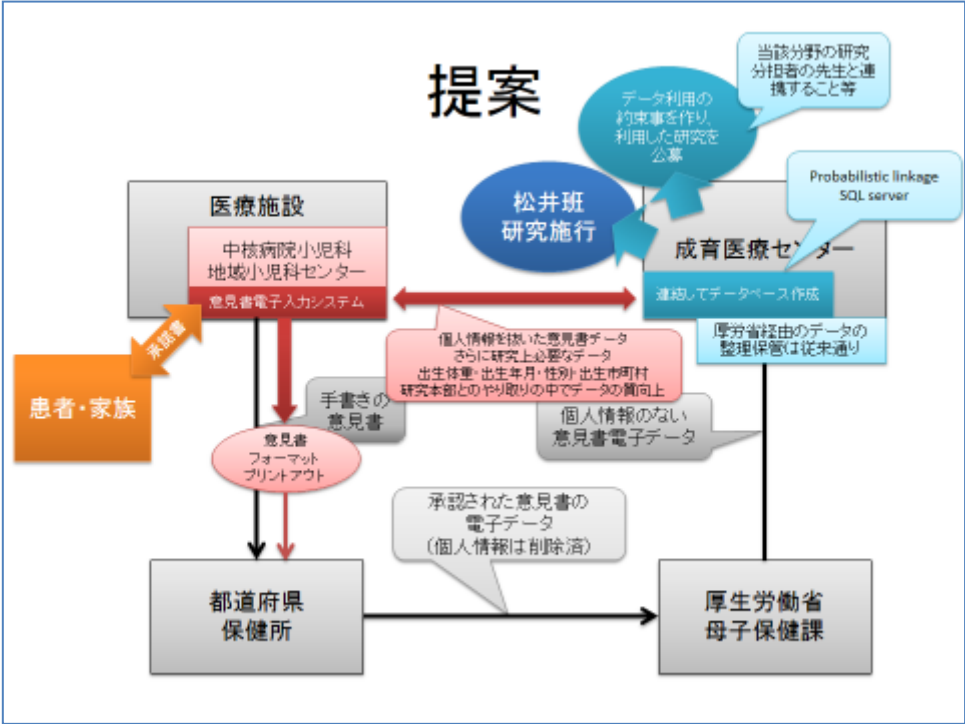 提案
当該分野の研究
分担者の先生と連
携すること等
データ利用の
約束事を作り、
利用した研究を
公募
Probabilistic linkage
SQL server
松井班
研究施行
医療施設
中核病院小児科
地域小児科センター
意見書電子入力システム
成育医療センター
連結してデータベース作成
厚労省経由のデータの
整理保管は従来通り
承諾書
患者・家族
個人情報を抜いた意見書データ
さらに研究上必要なデータ
出生体重・出生年月・性別・出生市町村
研究本部とのやり取りの中でデータの質向上
手書きの
意見書
個人情報のない
意見書電子データ
意見書
フォーマット
プリントアウト
承認された意見書の
電子データ
(個人情報は削除済)
都道府県
保健所
厚生労働省
母子保健課